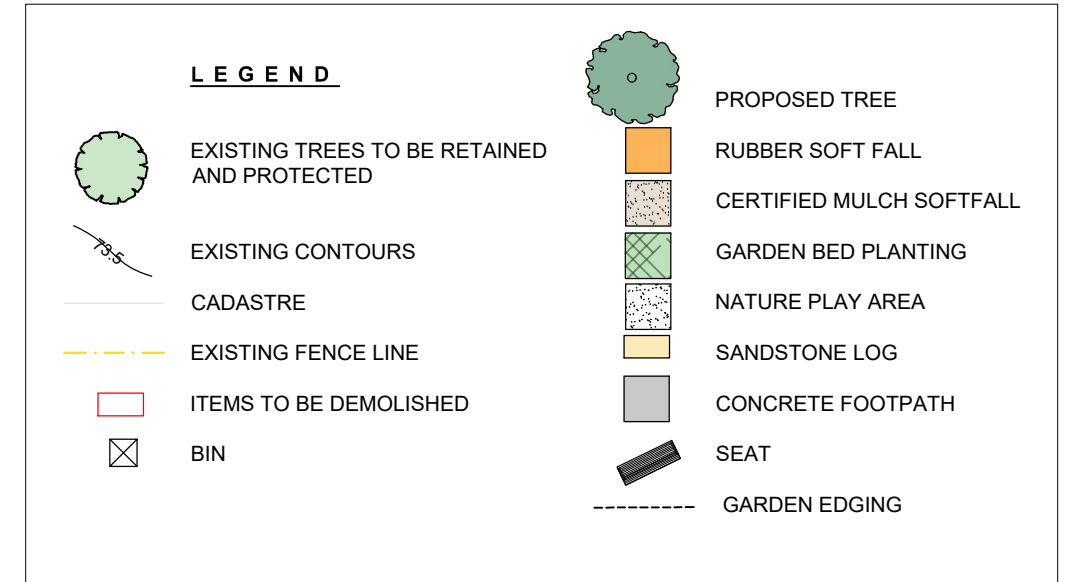 LEGEND
EXISTING TREES TO BE RETAINED
AND PROTECTED
73.5
EXISTING CONTOURS
CADASTRE
EXISTING FENCE LINE
ITEMS TO BE DEMOLISHED
BIN
PROPOSED TREE
RUBBER SOFT FALL
CERTIFIED MULCH SOFTFALL
GARDEN BED PLANTING
NATURE PLAY AREA
SANDSTONE LOG
CONCRETE FOOTPATH
SEAT
GARDEN EDGING